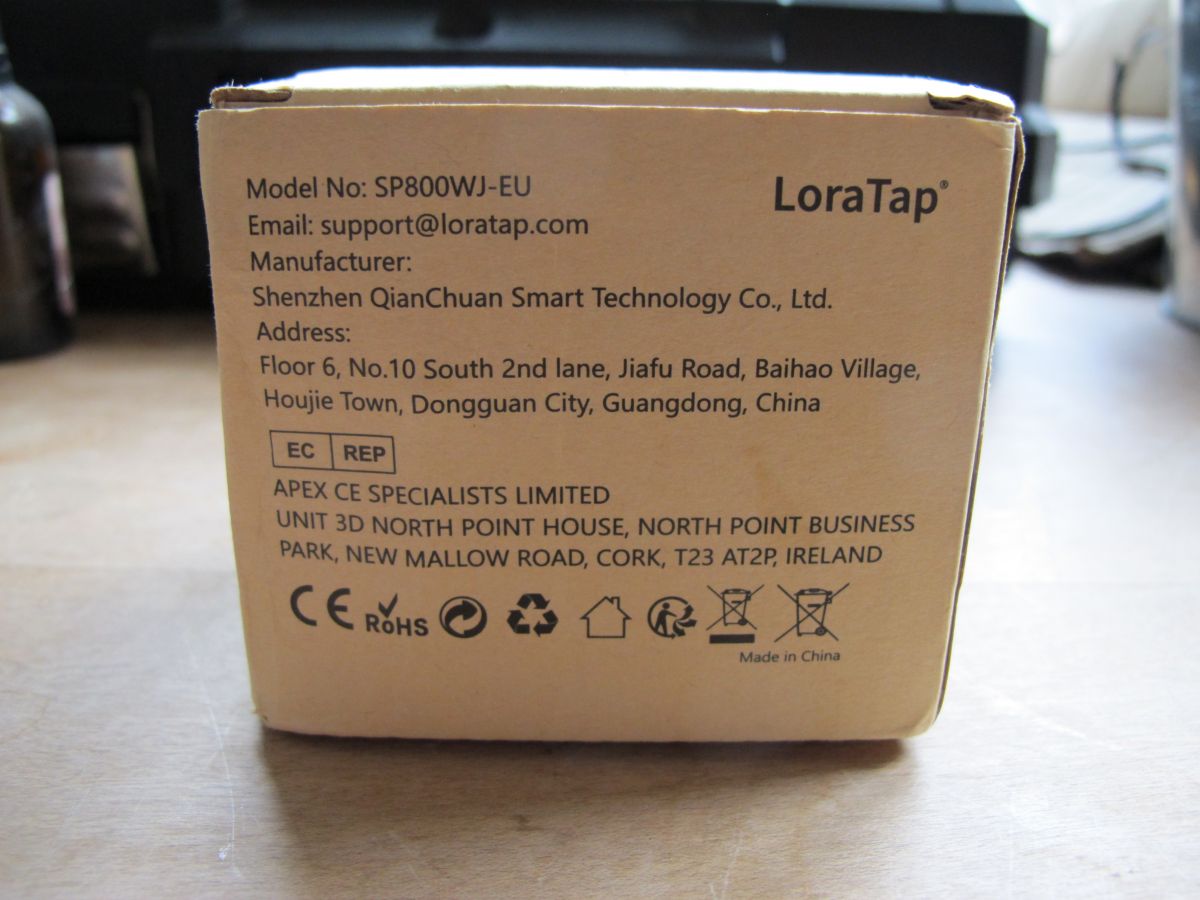 LoraTap®
Model No: SP800WJ-EU
Email: support@loratap.com
Manufacturer:
Shenzhen QianChuan Smart Technology Co., Ltd.
Address:
Floor 6, No.10 South 2nd lane, Jiafu Road, Baihao Village,
Houjie Town, Dongguan City, Guangdong, China
EC REP
APEX CE SPECIALISTS LIMITED
UNIT 3D NORTH POINT HOUSE, NORTH POINT BUSINESS
PARK, NEW MALLOW ROAD, CORK, T23 AT2P, IRELAND
CE RoHS
Made in China